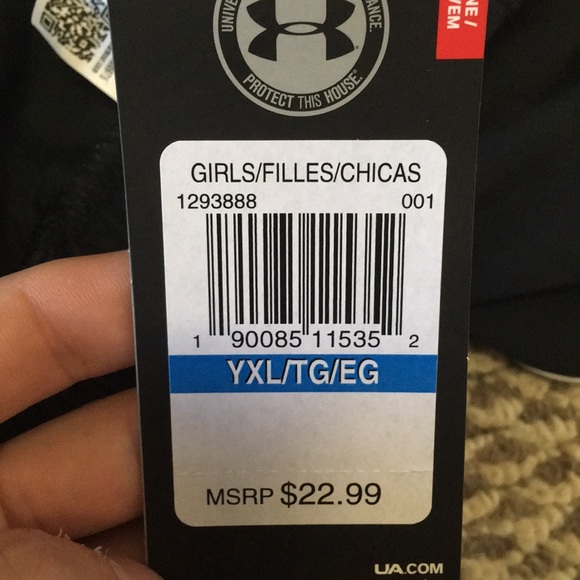 PROTECT THIS HOUSE.
GIRLS/FILLES/CHICAS
1293888 001
1 90085 11535 2
YXL/TG/EG
MSRP $22.99
UA.COM